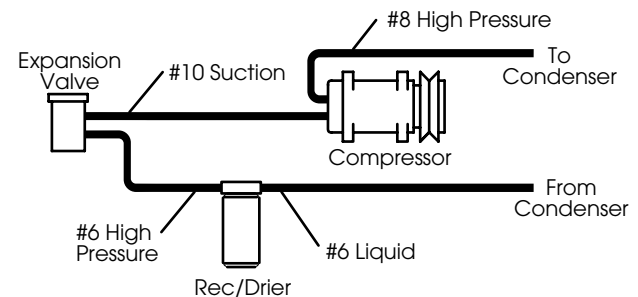 #8 High Pressure
To
Condenser
Expansion
Valve
#10 Suction
Compressor
From
Condenser
#6 High
Pressure
#6 Liquid
Rec/Drier